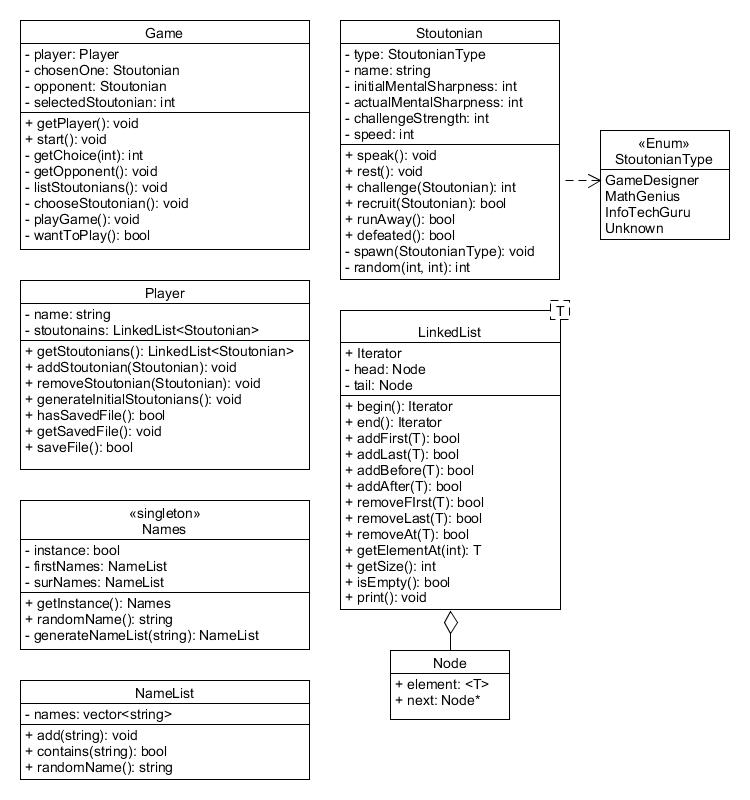 Game
- player: Player
- chosenOne: Stoutonian
- opponent: Stoutonian
- selectedStoutonian: int
+ getPlayer(): void
+ start(): void
- getChoice(int): int
- getOpponent(): void
- listStoutonians(): void
- chooseStoutonian(): void
- playGame(): void
- wantToPlay(): bool
Player
- name: string
- stoutonains: LinkedList<Stoutonian>
+ getStoutonians(): LinkedList<Stoutonian>
+ addStoutonian(Stoutonian): void
+ removeStoutonian(Stoutonian): void
+ generateInitialStoutonians(): void
+ hasSavedFile(): bool
+ getSavedFile(): void
+ saveFile(): bool
«singleton»
Names
- instance: bool
- firstNames: NameList
- surNames: NameList
+ getInstance(): Names
+ randomName(): string
- generateNameList(string): NameList
NameList
- names: vector<string>
+ add(string): void
+ contains(string): bool
+ randomName(): string
Stoutonian
- type: StoutonianType
- name: string
- initialMentalSharpness: int
- actualMentalSharpness: int
- challengeStrength: int
- speed: int
+ speak(): void
+ rest(): void
+ challenge(Stoutonian): int
+ recruit(Stoutonian): bool
+ runAway(): bool
+ defeated(): bool
- spawn(StoutonianType): void
- random(int, int): int
«Enum»
StoutonianType
GameDesigner
MathGenius
InfoTechGuru
Unknown
T
LinkedList
+ Iterator
- head: Node
- tail: Node
+ begin(): Iterator
+ end(): Iterator
+ addFirst(T): bool
+ addLast(T): bool
+ addBefore(T): bool
+ addAfter(T): bool
+ removeFIrst(T): bool
+ removeLast(T): bool
+ removeAt(T): bool
+ getElementAt(int): T
+ getSize(): int
+ isEmpty(): bool
+ print(): void
Node
+ element: <T>
+ next: Node*